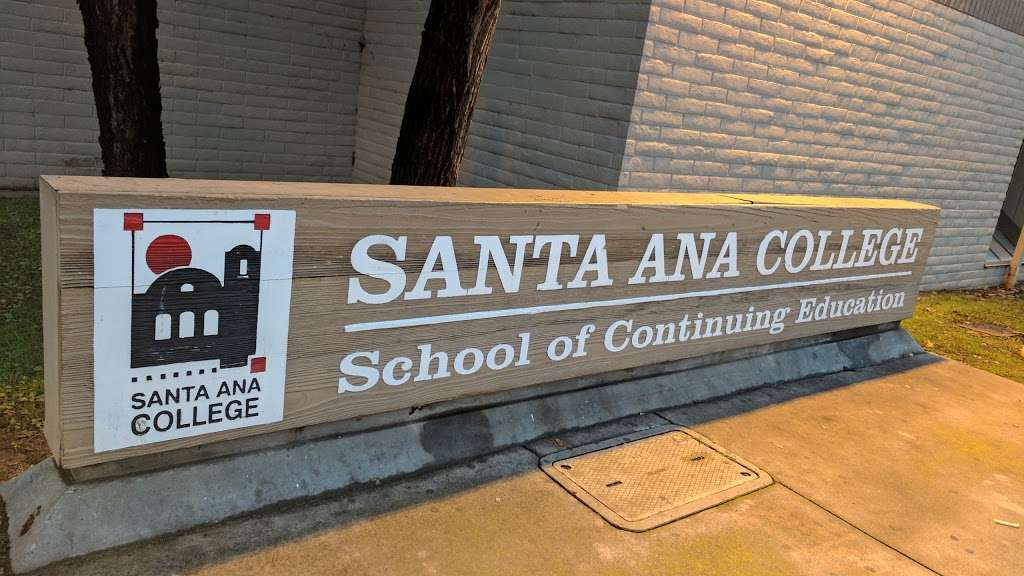 SANTA ANA
COLLEGE
SANTA ANA COLLEGE
School of Continuing Education